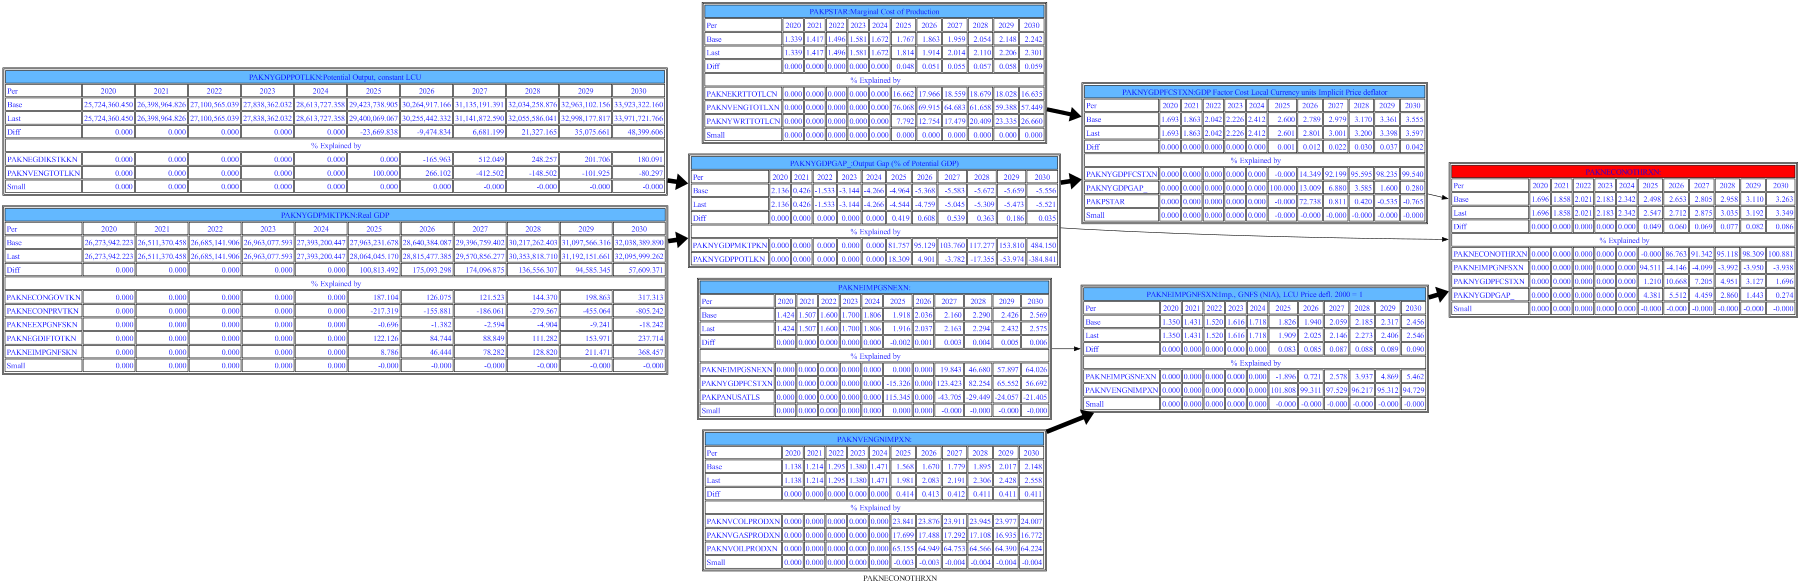 PAKPSTAR:Marginal Cost of Production
Per 2020 2021 2022 2023 2024 2025 2026 2027 2028 2029 2030
Base 1.339 1.417 1.496 1.581 1.672 1.767 1.863 1.959 2.054 2.148 2.242
Last 1.339 1.417 1.496 1.581 1.672 1.814 1.914 2.014 2.110 2.206 2.301
Diff 0.000 0.000 0.000 0.000 0.000 0.048 0.051 0.055 0.057 0.058 0.059
% Explained by
PAKNEKRTTOTLCN 0.000 0.000 0.000 0.000 0.000 16.662 17.966 18.559 18.679 18.028 16.635
PAKNVENGTOTLXN 0.000 0.000 0.000 0.000 0.000 76.068 69.915 64.683 61.658 59.388 57.449
PAKNYWRTTOTLCN 0.000 0.000 0.000 0.000 0.000 7.792 12.754 17.479 20.409 23.335 26.660
Small 0.000 0.000 0.000 0.000 0.000 0.000 0.000 0.000 0.000 0.000 0.000
PAKNYGDPPOTLKN:Potential Output, constant LCU
Per 2020 2021 2022 2023 2024 2025 2026 2027 2028 2029 2030
Base 25,724,360.450 26,398,964.826 27,100,565.039 27,838,362.032 28,613,727.358 29,423,738.905 30,264,917.166 31,135,191.391 32,034,258.876 32,963,102.156 33,923,322.160
Last 25,724,360.450 26,398,964.826 27,100,565.039 27,838,362.032 28,613,727.358 29,400,069.067 30,255,442.332 31,141,872.590 32,055,586.041 32,998,177.817 33,971,721.766
Diff 0.000 0.000 0.000 0.000 0.000 -23,669.838 -9,474.834 6,681.199 21,327.165 35,075.661 48,399.606
% Explained by
PAKNEGDIKSTKKN 0.000 0.000 0.000 0.000 0.000 0.000 -165.963 512.049 248.257 201.706 180.091
PAKNVENGTOTLKN 0.000 0.000 0.000 0.000 0.000 100.000 266.102 -412.502 -148.502 -101.925 -80.297
Small 0.000 0.000 0.000 0.000 0.000 0.000 0.000 -0.000 -0.000 -0.000 -0.000
PAKNYGDPMKTPKN:Real GDP
Per 2020 2021 2022 2023 2024 2025 2026 2027 2028 2029 2030
Base 26,273,942.223 26,511,370.458 26,685,141.906 26,963,077.593 27,393,200.447 27,963,231.678 28,640,384.087 29,396,759.402 30,217,262.403 31,097,566.316 32,038,389.890
Last 26,273,942.223 26,511,370.458 26,685,141.906 26,963,077.593 27,393,200.447 28,064,045.170 28,815,477.385 29,570,856.277 30,353,818.710 31,192,151.661 32,095,999.262
Diff 0.000 0.000 0.000 0.000 0.000 100,813.492 175,093.298 174,096.875 136,556.307 94,585.345 57,609.371
% Explained by
PAKNECONGOVTKN 0.000 0.000 0.000 0.000 0.000 187.104 126.075 121.523 144.370 198.863 317.313
PAKNECONPRVTKN 0.000 0.000 0.000 0.000 0.000 -217.319 -155.881 -186.061 -279.567 -455.064 -805.242
PAKNEEXPGNFSKN 0.000 0.000 0.000 0.000 0.000 -0.696 -1.382 -2.594 -4.904 -9.241 -18.242
PAKNEGDIFTOTKN 0.000 0.000 0.000 0.000 0.000 122.126 84.744 88.849 111.282 153.971 237.714
PAKNEIMPGNFSKN 0.000 0.000 0.000 0.000 0.000 8.786 46.444 78.282 128.820 211.471 368.457
Small 0.000 0.000 0.000 0.000 0.000 -0.000 -0.000 0.000 0.000 0.000 0.000
PAKNYGDPGAP_:Output Gap (% of Potential GDP)
Per 2020 2021 2022 2023 2024 2025 2026 2027 2028 2029 2030
Base 2.136 0.426 -1.533 -3.144 -4.266 -4.964 -5.368 -5.583 -5.672 -5.659 -5.556
Last 2.136 0.426 -1.533 -3.144 -4.266 -4.544 -4.759 -5.045 -5.309 -5.473 -5.521
Diff 0.000 0.000 0.000 0.000 0.000 0.419 0.608 0.539 0.363 0.186 0.035
% Explained by
PAKNYGDPMKTPKN 0.000 0.000 0.000 0.000 0.000 81.757 95.129 103.760 117.277 153.810 484.150
PAKNYGDPPOTLKN 0.000 0.000 0.000 0.000 0.000 18.309 4.901 -3.782 -17.355 -53.974 -384.841
PAKNEIMPGSNEXN:
Per 2020 2021 2022 2023 2024 2025 2026 2027 2028 2029 2030
Base 1.424 1.507 1.600 1.700 1.806 1.918 2.036 2.160 2.290 2.426 2.569
Last 1.424 1.507 1.600 1.700 1.806 1.916 2.037 2.163 2.294 2.432 2.575
Diff 0.000 0.000 0.000 0.000 0.000 -0.002 0.001 0.003 0.004 0.005 0.006
% Explained by
PAKNEIMPGSNEXN 0.000 0.000 0.000 0.000 0.000 0.000 0.000 19.843 46.680 57.897 64.026
PAKNYGDPFCSTXN 0.000 0.000 0.000 0.000 0.000 -15.326 0.000 123.423 82.254 65.552 56.692
PAKPANUSATLS 0.000 0.000 0.000 0.000 0.000 115.345 0.000 -43.705 -29.449 -24.057 -21.405
Small 0.000 0.000 0.000 0.000 0.000 0.000 0.000 -0.000 -0.000 -0.000 -0.000
PAKNVENGNIMPXN:
Per 2020 2021 2022 2023 2024 2025 2026 2027 2028 2029 2030
Base 1.138 1.214 1.295 1.380 1.471 1.568 1.670 1.779 1.895 2.017 2.148
Last 1.138 1.214 1.295 1.380 1.471 1.981 2.083 2.191 2.306 2.428 2.558
Diff 0.000 0.000 0.000 0.000 0.000 0.414 0.413 0.412 0.411 0.411 0.411
% Explained by
PAKNVCOLPRODXN 0.000 0.000 0.000 0.000 0.000 23.841 23.876 23.911 23.945 23.977 24.007
PAKNVGASPRODXN 0.000 0.000 0.000 0.000 0.000 17.699 17.488 17.292 17.108 16.935 16.772
PAKNVOILPRODXN 0.000 0.000 0.000 0.000 0.000 65.155 64.949 64.753 64.566 64.390 64.224
Small 0.000 0.000 0.000 0.000 0.000 -0.003 -0.003 -0.004 -0.004 -0.004 -0.004
PAKNYGDPFCSTXN:GDP Factor Cost Local Currency units Implicit Price deflator
Per 2020 2021 2022 2023 2024 2025 2026 2027 2028 2029 2030
Base 1.693 1.863 2.042 2.226 2.412 2.600 2.789 2.979 3.170 3.361 3.555
Last 1.693 1.863 2.042 2.226 2.412 2.601 2.801 3.001 3.200 3.398 3.597
Diff 0.000 0.000 0.000 0.000 0.000 0.001 0.012 0.022 0.030 0.037 0.042
% Explained by
PAKNYGDPFCSTXN 0.000 0.000 0.000 0.000 0.000 -0.000 14.349 92.199 95.595 98.235 99.540
PAKNYGDPGAP_ 0.000 0.000 0.000 0.000 0.000 100.000 13.009 6.880 3.585 1.600 0.280
PAKPSTAR 0.000 0.000 0.000 0.000 0.000 -0.000 72.738 0.811 0.420 -0.535 -0.765
Small 0.000 0.000 0.000 0.000 0.000 -0.000 -0.000 -0.000 -0.000 -0.000 -0.000
PAKNEIMPGNFSXN:Imp., GNFS (NIA), LCU Price defl. 2000 = 1
Per 2020 2021 2022 2023 2024 2025 2026 2027 2028 2029 2030
Base 1.350 1.431 1.520 1.616 1.718 1.826 1.940 2.059 2.185 2.317 2.456
Last 1.350 1.431 1.520 1.616 1.718 1.909 2.025 2.146 2.273 2.406 2.546
Diff 0.000 0.000 0.000 0.000 0.000 0.083 0.085 0.087 0.088 0.089 0.090
% Explained by
PAKNEIMPGSNEXN 0.000 0.000 0.000 0.000 0.000 -1.896 0.721 2.578 3.937 4.869 5.462
PAKNVENGNIMPXN 0.000 0.000 0.000 0.000 0.000 101.808 99.311 97.529 96.217 95.312 94.729
Small 0.000 0.000 0.000 0.000 0.000 -0.000 -0.000 -0.000 -0.000 -0.000 -0.000
PAKNECONOTHRXN:
Per 2020 2021 2022 2023 2024 2025 2026 2027 2028 2029 2030
Base 1.696 1.858 2.021 2.183 2.342 2.498 2.653 2.805 2.958 3.110 3.263
Last 1.696 1.858 2.021 2.183 2.342 2.547 2.712 2.875 3.035 3.192 3.349
Diff 0.000 0.000 0.000 0.000 0.000 0.049 0.060 0.069 0.077 0.082 0.086
% Explained by
PAKNECONOTHRXN 0.000 0.000 0.000 0.000 0.000 -0.000 86.763 91.342 95.118 98.309 100.881
PAKNEIMPGNFSXN 0.000 0.000 0.000 0.000 0.000 94.511 -4.146 -4.099 -3.992 -3.950 -3.938
PAKNYGDPFCSTXN 0.000 0.000 0.000 0.000 0.000 1.210 10.668 7.205 4.951 3.127 1.696
PAKNYGDPGAP_ 0.000 0.000 0.000 0.000 0.000 4.381 5.512 4.459 2.860 1.443 0.274
Small 0.000 0.000 0.000 0.000 0.000 -0.000 -0.000 -0.000 -0.000 -0.000 -0.000
PAKNECONOTHRXN